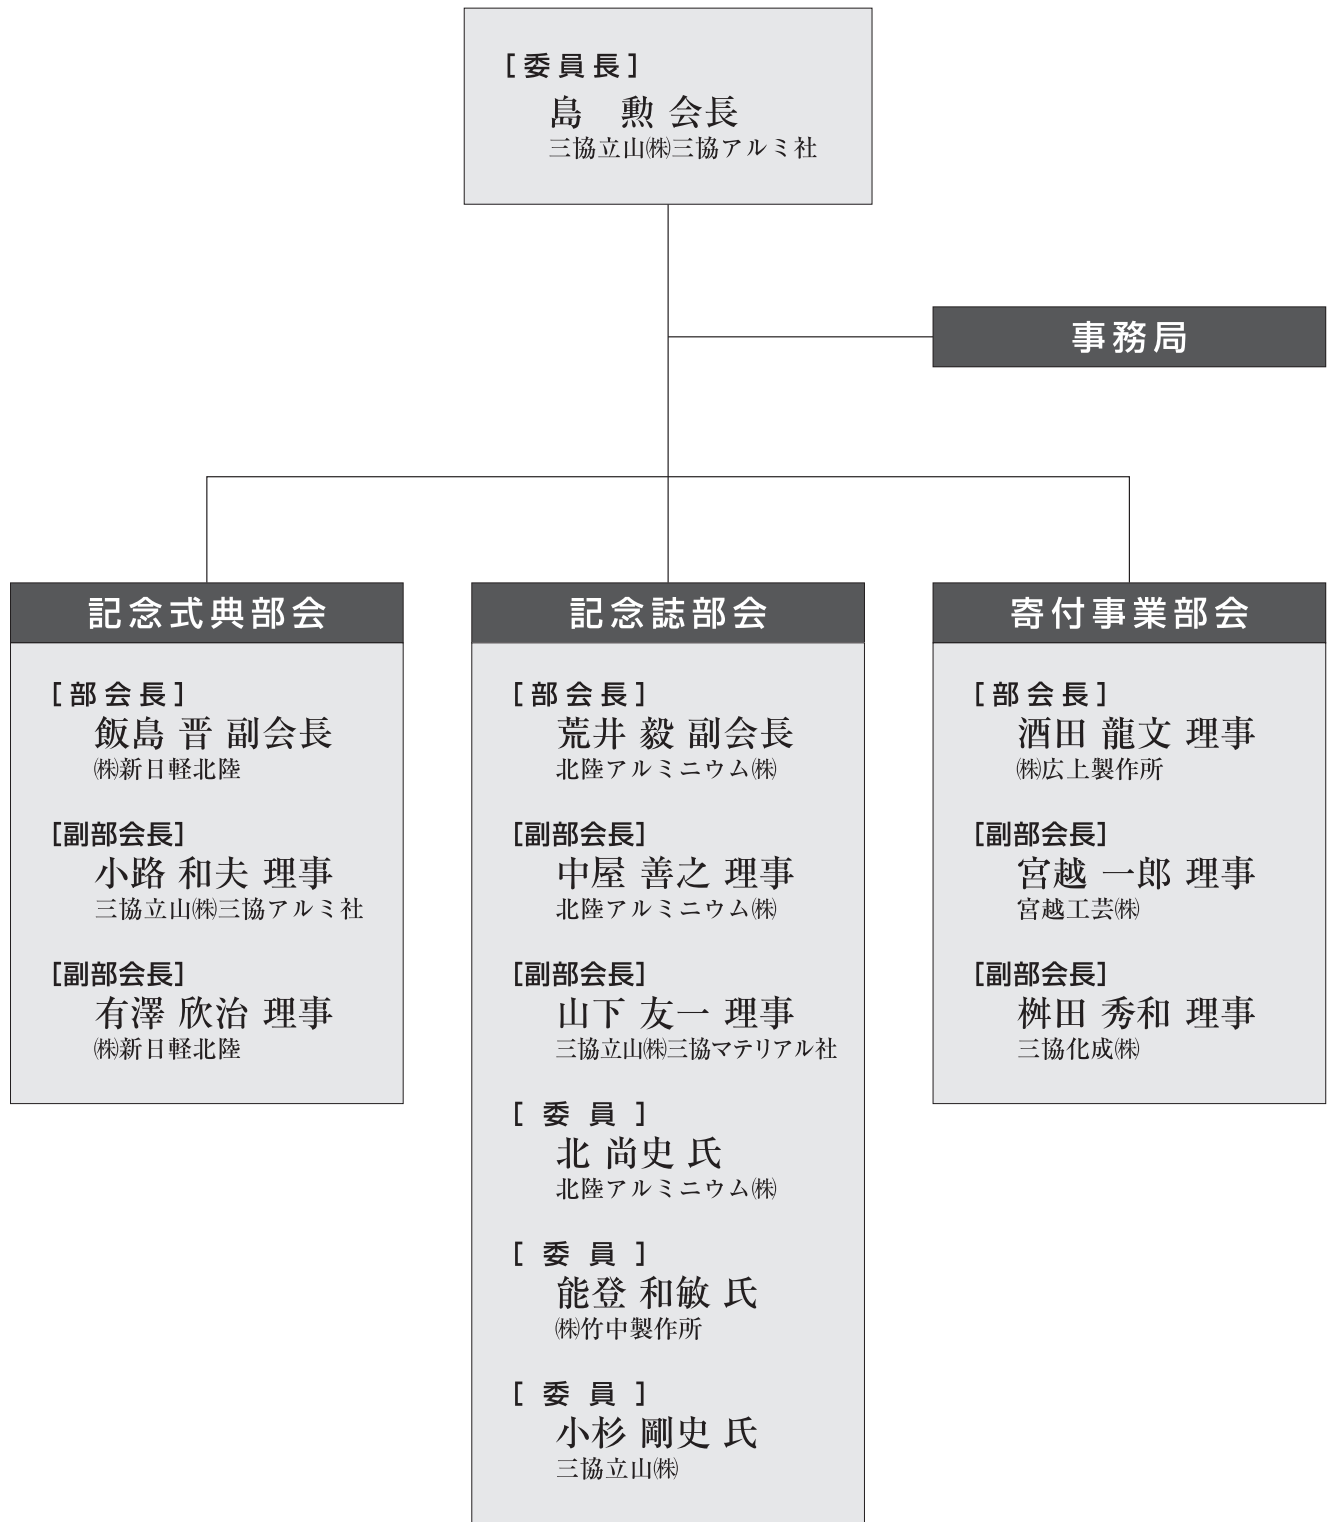 [委員長]
島　勲 会長
三協立山㈱三協アルミ社
事務局
記念式典部会
[部会長]
飯島 晋 副会長
㈱新日軽北陸
[副部会長]
小路 和夫 理事
三協立山㈱三協アルミ社
[副部会長]
有澤 欣治 理事
㈱新日軽北陸
記念誌部会
[部会長]
荒井 毅 副会長
北陸アルミニウム㈱
[副部会長]
中屋 善之 理事
北陸アルミニウム㈱
[副部会長]
山下 友一 理事
三協立山㈱三協マテリアル社
[委員]
北 尚史 氏
北陸アルミニウム㈱
[委員]
能登 和敏 氏
㈱竹中製作所
[委員]
小杉 剛史 氏
三協立山㈱
寄付事業部会
[部会長]
酒田 龍文 理事
㈱広上製作所
[副部会長]
宮越 一郎 理事
宮越工芸㈱
[副部会長]
桝田 秀和 理事
三協化成㈱